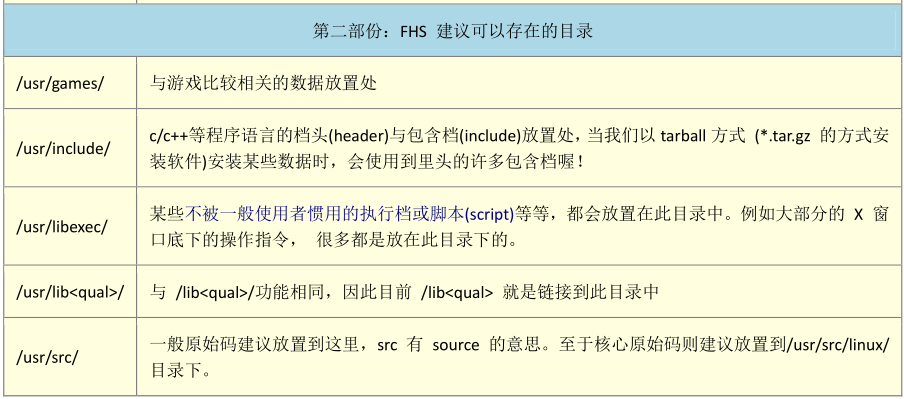 第二部份：FHS 建议可以存在的目录
/usr/games/
与游戏比较相关的数据放置处
/usr/include/
c/c++等程序语言的档头(header)与包含档(include)放置处，当我们以 tarball 方式 (*.tar.gz 的方式安
装软件)安装某些数据时，会使用到里头的许多包含档喔！
/usr/libexec/
某些不被一般使用者惯用的执行档或脚本(script)等等，都会放置在此目录中。例如大部分的 X 窗
口底下的操作指令， 很多都是放在此目录下的。
/usr/lib<qual>/
与 /lib<qual>/功能相同，因此目前 /lib<qual> 就是链接到此目录中
/usr/src/
一般原始码建议放置到这里，src 有 source 的意思。至于核心原始码则建议放置到/usr/src/linux/
目录下。